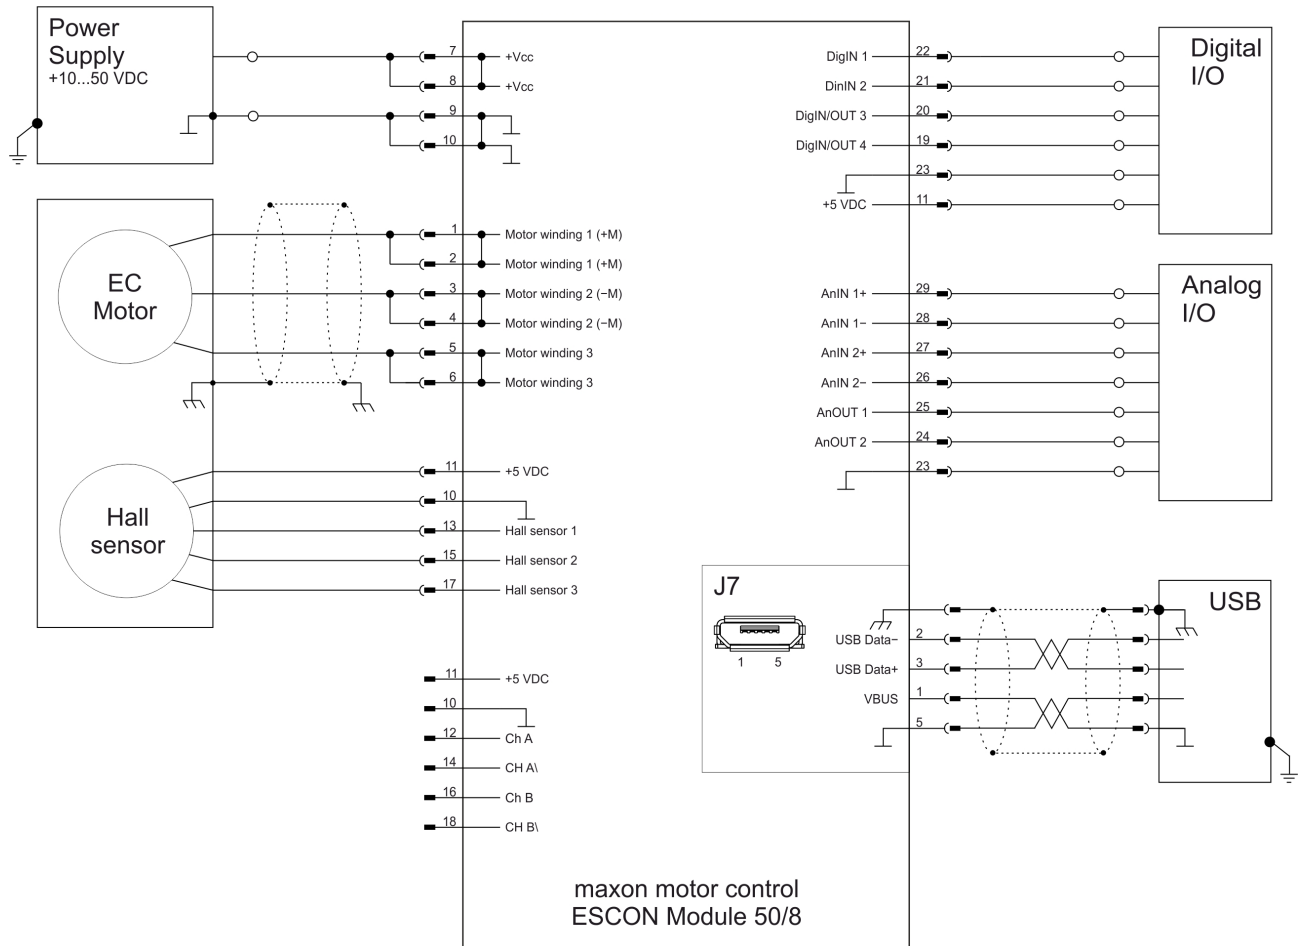 Power
Supply
+10...50 VDC
7 +Vcc
8 +Vcc
9
10
EC
Motor
1 Motor winding 1 (+M)
2 Motor winding 1 (+M)
3 Motor winding 2 (−M)
4 Motor winding 2 (−M)
5 Motor winding 3
6 Motor winding 3
Hall
sensor
11 +5 VDC
10
13 Hall sensor 1
15 Hall sensor 2
17 Hall sensor 3
11 +5 VDC
10
12 Ch A
14 CH A\
16 Ch B
18 CH B\
Digital
I/O
DigIN 1 22
DinIN 2 21
DigIN/OUT 3 20
DigIN/OUT 4 19
23
+5 VDC 11
Analog
I/O
AnIN 1+ 29
AnIN 1− 28
AnIN 2+ 27
AnIN 2− 26
AnOUT 1 25
AnOUT 2 24
23
J7
1 5
USB
USB Data− 2
USB Data+ 3
VBUS 1
5
maxon motor control
ESCON Module 50/8